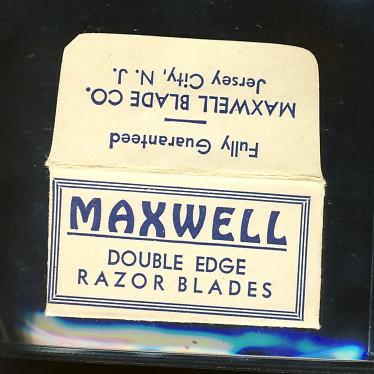 Fully Guaranteed
MAXWELL BLADE CO.
Jersey City, N. J.
MAXWELL
DOUBLE EDGE
RAZOR BLADES